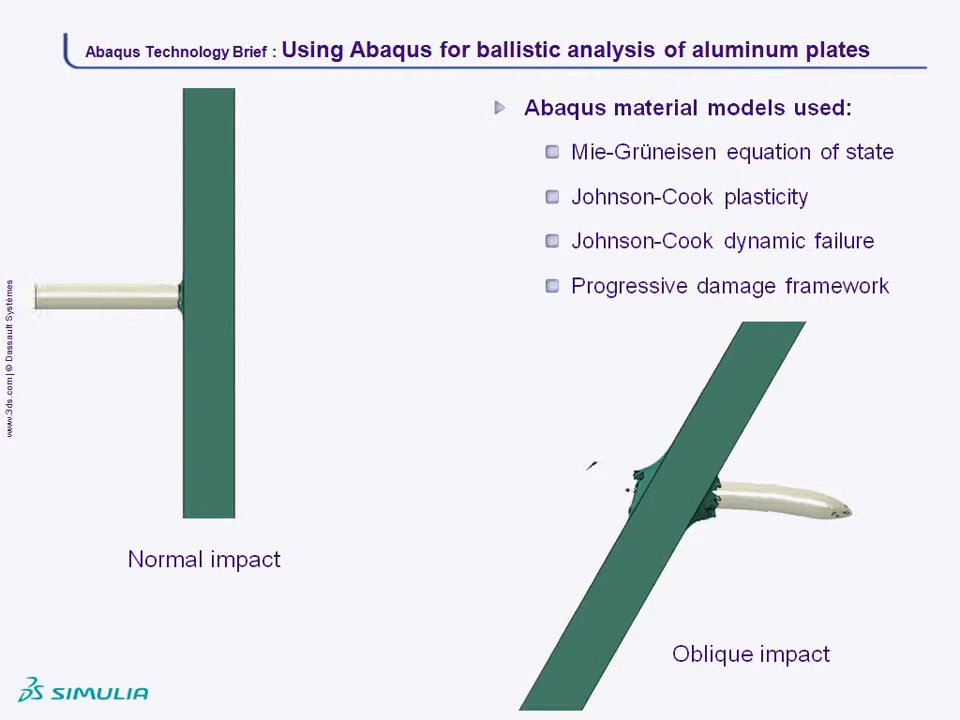 Abaqus Technology Brief : Using Abaqus for ballistic analysis of aluminum plates
Abaqus material models used:
Mie-Grüneisen equation of state
Johnson-Cook plasticity
Johnson-Cook dynamic failure
Progressive damage framework
www.3ds.com | © Dassault Systèmes
Normal impact
Oblique impact
SIMULIA